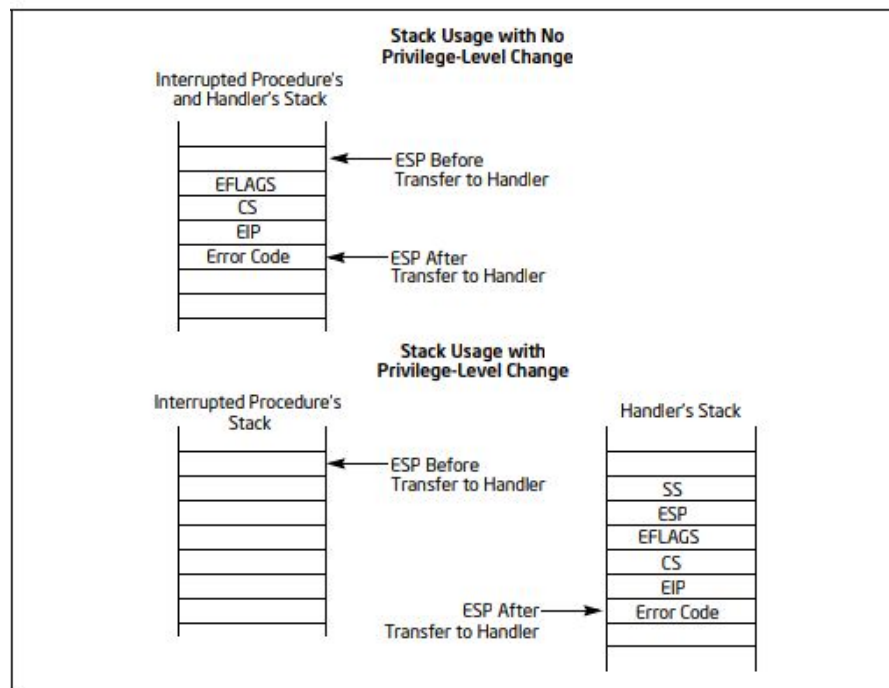 Stack Usage with No
Privilege-Level Change
Interrupted Procedure's
and Handler's Stack
ESP Before
Transfer to Handler
EFLAGS
CS
EIP
Error Code
ESP After
Transfer to Handler
Stack Usage with
Privilege-Level Change
Interrupted Procedure's
Stack
Handler's Stack
ESP Before
Transfer to Handler
SS
ESP
EFLAGS
CS
EIP
Error Code
ESP After
Transfer to Handler